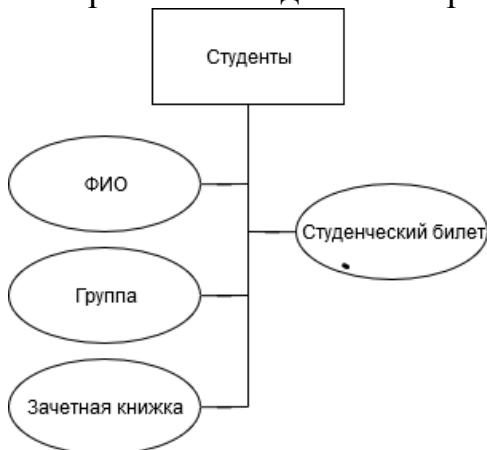 Студенты
ФИО
Студенческий билет
Группа
Зачетная книжка